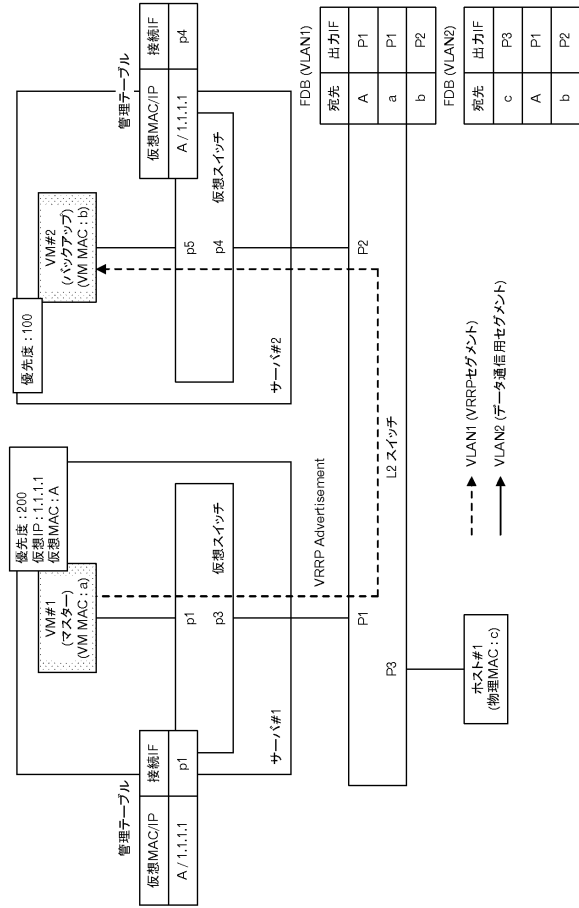 管理テーブル
仮想MAC/IP 接続IF
A / 1.1.1.1 p1
優先度：200
仮想IP：1.1.1.1
仮想MAC：A
VM#1
(マスター)
(VM MAC：a)
p1
p3
仮想スイッチ
サーバ#1
優先度：100
VM#2
(バックアップ)
(VM MAC：b)
p5
p4
仮想スイッチ
サーバ#2
管理テーブル
仮想MAC/IP 接続IF
A / 1.1.1.1 p4
VRRP Advertisement
P1
P2
P3
L2 スイッチ
ホスト#1
(物理MAC：c)
VLAN1 (VRRPセグメント)
VLAN2 (データ通信用セグメント)
FDB (VLAN1)
宛先 出力IF
A P1
a P1
b P2
FDB (VLAN2)
宛先 出力IF
c P3
A P1
b P2